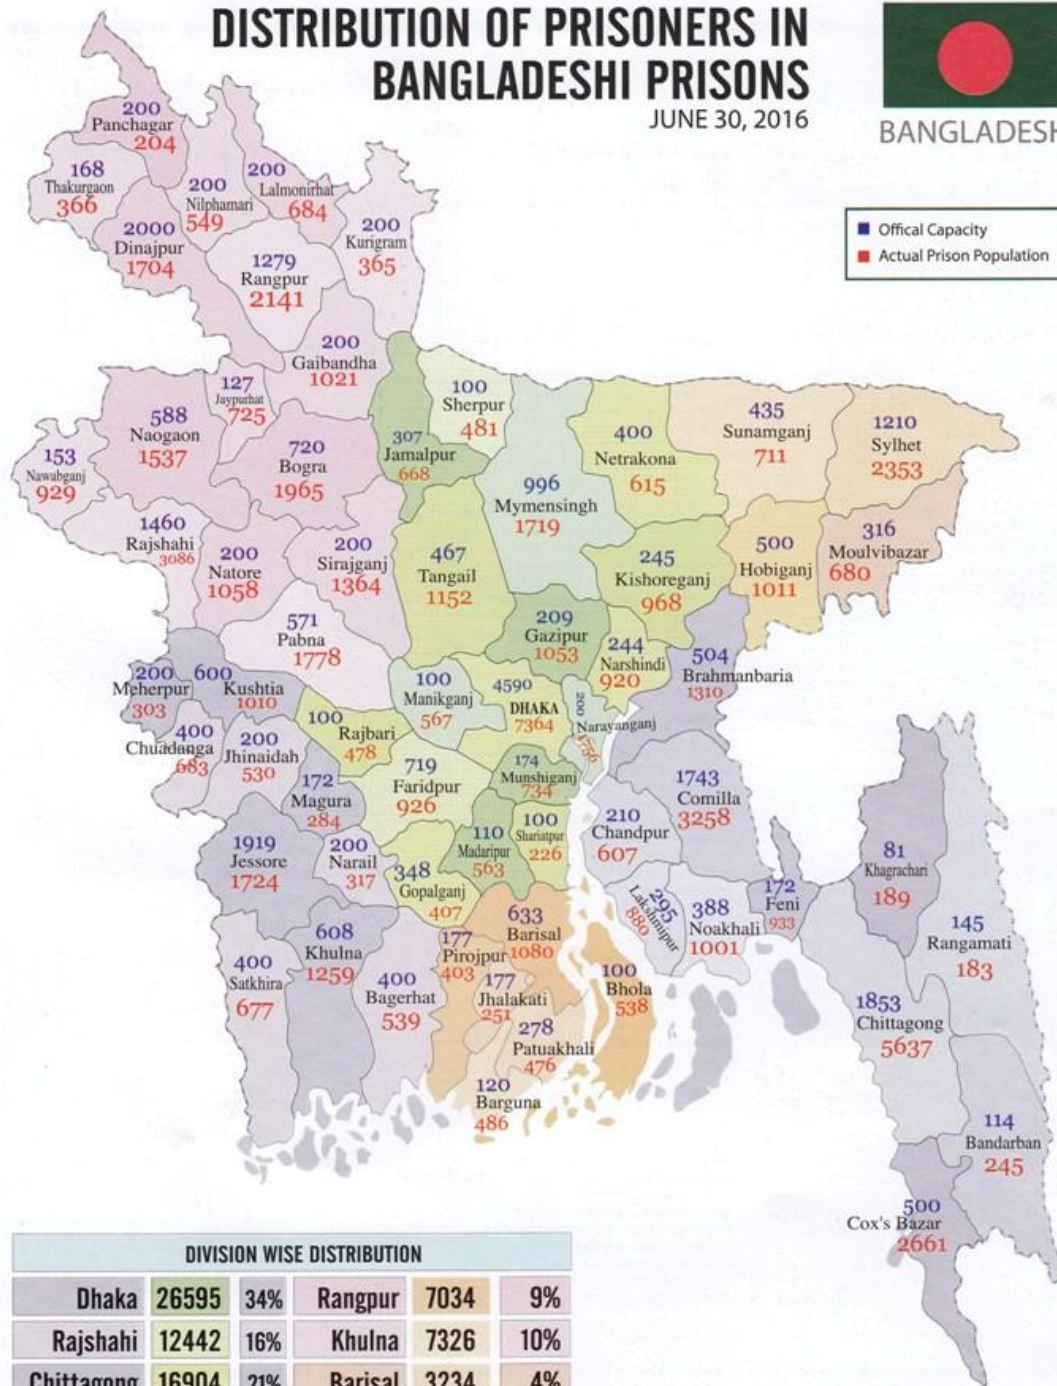 DISTRIBUTION OF PRISONERS IN
BANGLADESHI PRISONS
JUNE 30, 2016
BANGLADESH
Offical Capacity
Actual Prison Population
200
Panchagar
204
168
Thakurgaon
366
200
Nilphamari
549
200
Lalmonirhat
684
2000
Dinajpur
1704
1279
Rangpur
2141
200
Kurigram
365
200
Gaibandha
1021
127
Jaypurhat
725
588
Naogaon
1537
720
Bogra
1965
153
Nawabganj
929
1460
Rajshahi
3086
200
Natore
1058
200
Sirajganj
1364
571
Pabna
1778
307
Jamalpur
668
100
Sherpur
481
996
Mymensingh
1719
400
Netrakona
615
435
Sunamganj
711
1210
Sylhet
2353
316
Moulvibazar
680
500
Hobiganj
1011
467
Tangail
1152
245
Kishoreganj
968
209
Gazipur
1053
244
Narshindi
920
504
Brahmanbaria
1310
200
Meherpur
303
600
Kushtia
1010
400
Chuadanga
683
200
Jhinaidah
530
100
Rajbari
478
100
Manikganj
567
4590
DHAKA
7364
200
Narayanganj
1756
172
Magura
284
719
Faridpur
926
174
Munshiganj
734
1743
Comilla
3258
210
Chandpur
607
1919
Jessore
1724
200
Narail
317
348
Gopalganj
407
110
Madaripur
563
100
Shariatpur
226
81
Khagrachari
189
295
Lakshmipur
880
388
Noakhali
1001
172
Feni
933
145
Rangamati
183
400
Satkhira
677
608
Khulna
1259
400
Bagerhat
539
177
Pirojpur
403
633
Barisal
1080
177
Jhalakati
251
100
Bhola
538
278
Patuakhali
476
120
Barguna
486
1853
Chittagong
5637
114
Bandarban
245
500
Cox's Bazar
2661
DIVISION WISE DISTRIBUTION
Dhaka 26595 34% Rangpur 7034 9%
Rajshahi 12442 16% Khulna 7326 10%
Chittagong 16904 21% Barisal 3234 4%